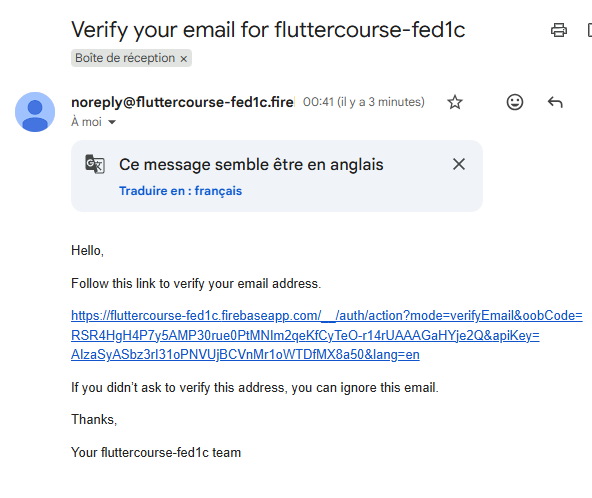 Verify your email for fluttercourse-fed1c
Boîte de réception ×
noreply@fluttercourse-fed1c.fire 00:41 (il y a 3 minutes)
À moi
Ce message semble être en anglais
Traduire en : français
Hello,
Follow this link to verify your email address.
https://fluttercourse-fed1c.firebaseapp.com/__/auth/action?mode=verifyEmail&oobCode=
RSR4HgH4P7y5AMP30rue0PtMNlm2qeKfCyTeO-r14rUAAAGaHYje2Q&apiKey=
AIzaSyASbz3rI31oPNVUjBCVnMr1oWTDfMX8a50&lang=en
If you didn't ask to verify this address, you can ignore this email.
Thanks,
Your fluttercourse-fed1c team